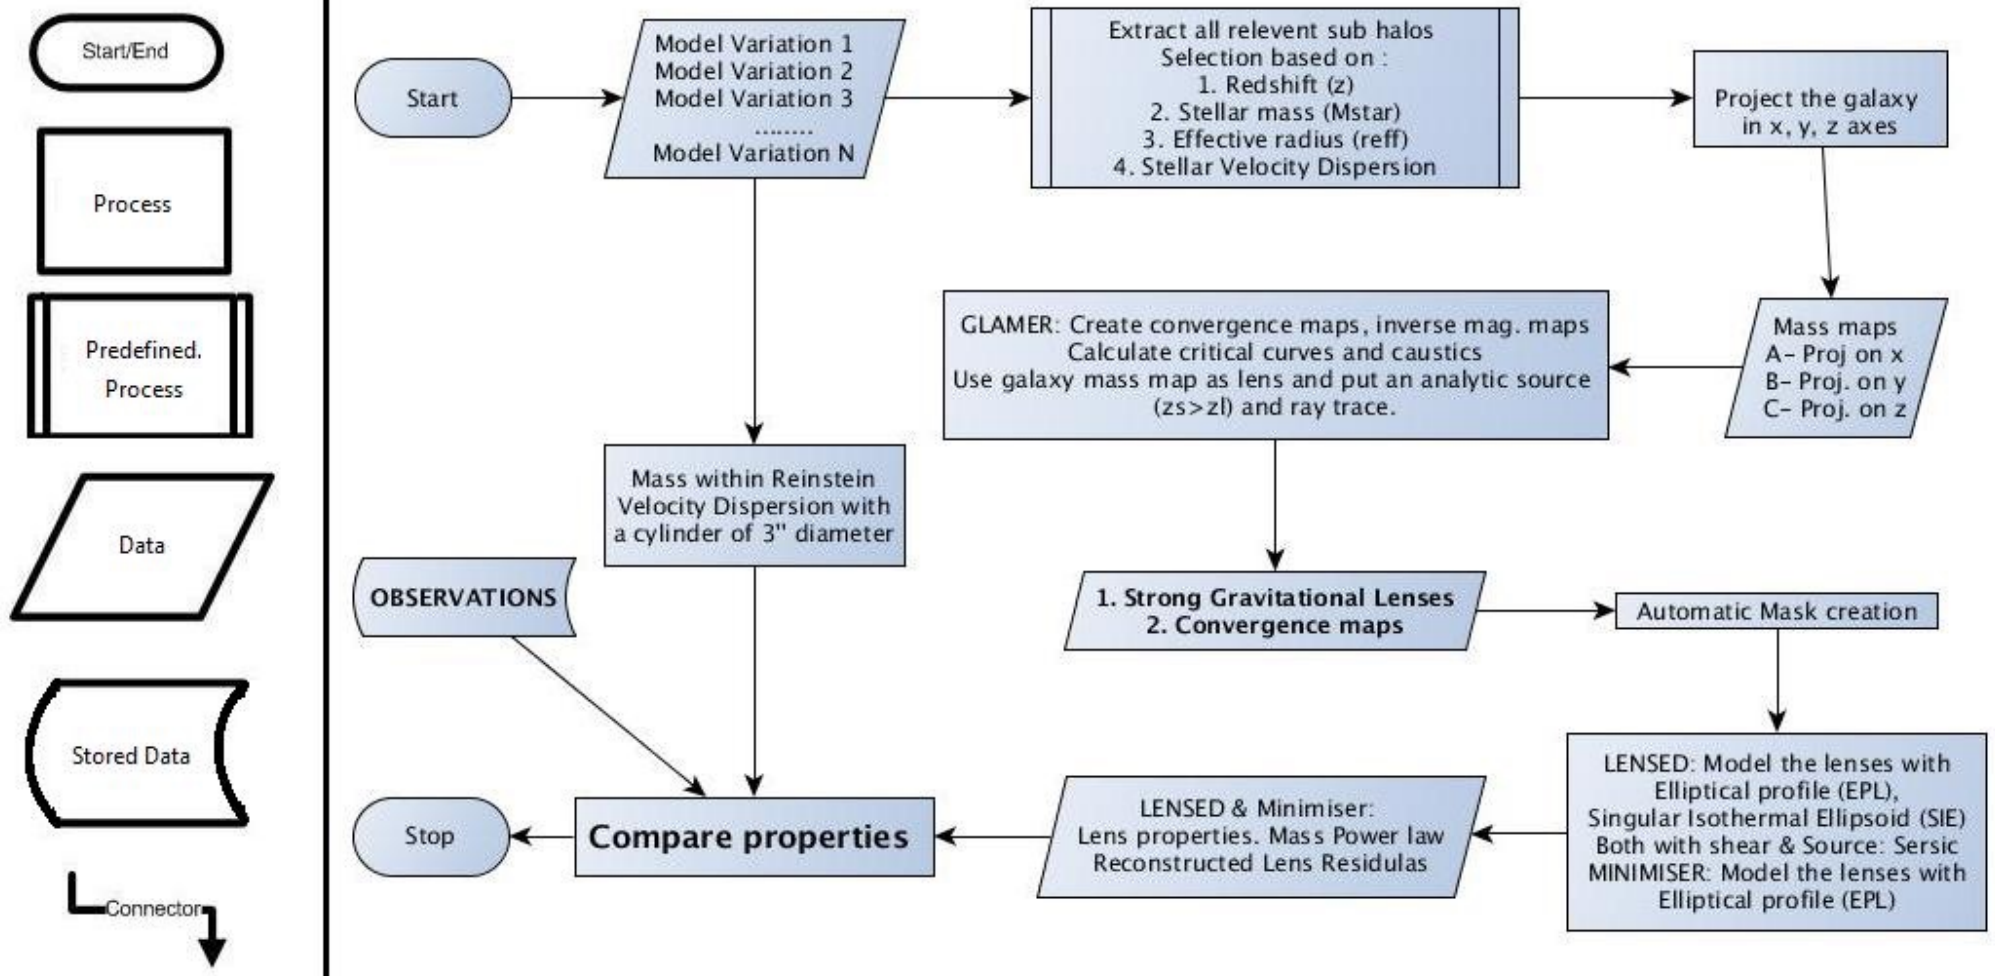 Start/End
Process
Predefined.
Process
Data
Stored Data
Connector
Start
Model Variation 1
Model Variation 2
Model Variation 3
........
Model Variation N
Extract all relevent sub halos
Selection based on :
1. Redshift (z)
2. Stellar mass (Mstar)
3. Effective radius (reff)
4. Stellar Velocity Dispersion
Project the galaxy
in x, y, z axes
Mass maps
A- Proj on x
B- Proj. on y
C- Proj. on z
GLAMER: Create convergence maps, inverse mag. maps
Calculate critical curves and caustics
Use galaxy mass map as lens and put an analytic source
(zs>zl) and ray trace.
Mass within Reinstein
Velocity Dispersion with
a cylinder of 3" diameter
OBSERVATIONS
1. Strong Gravitational Lenses
2. Convergence maps
Automatic Mask creation
LENSED: Model the lenses with
Elliptical profile (EPL),
Singular Isothermal Ellipsoid (SIE)
Both with shear & Source: Sersic
MINIMISER: Model the lenses with
Elliptical profile (EPL)
LENSED & Minimiser:
Lens properties. Mass Power law
Reconstructed Lens Residulas
Compare properties
Stop